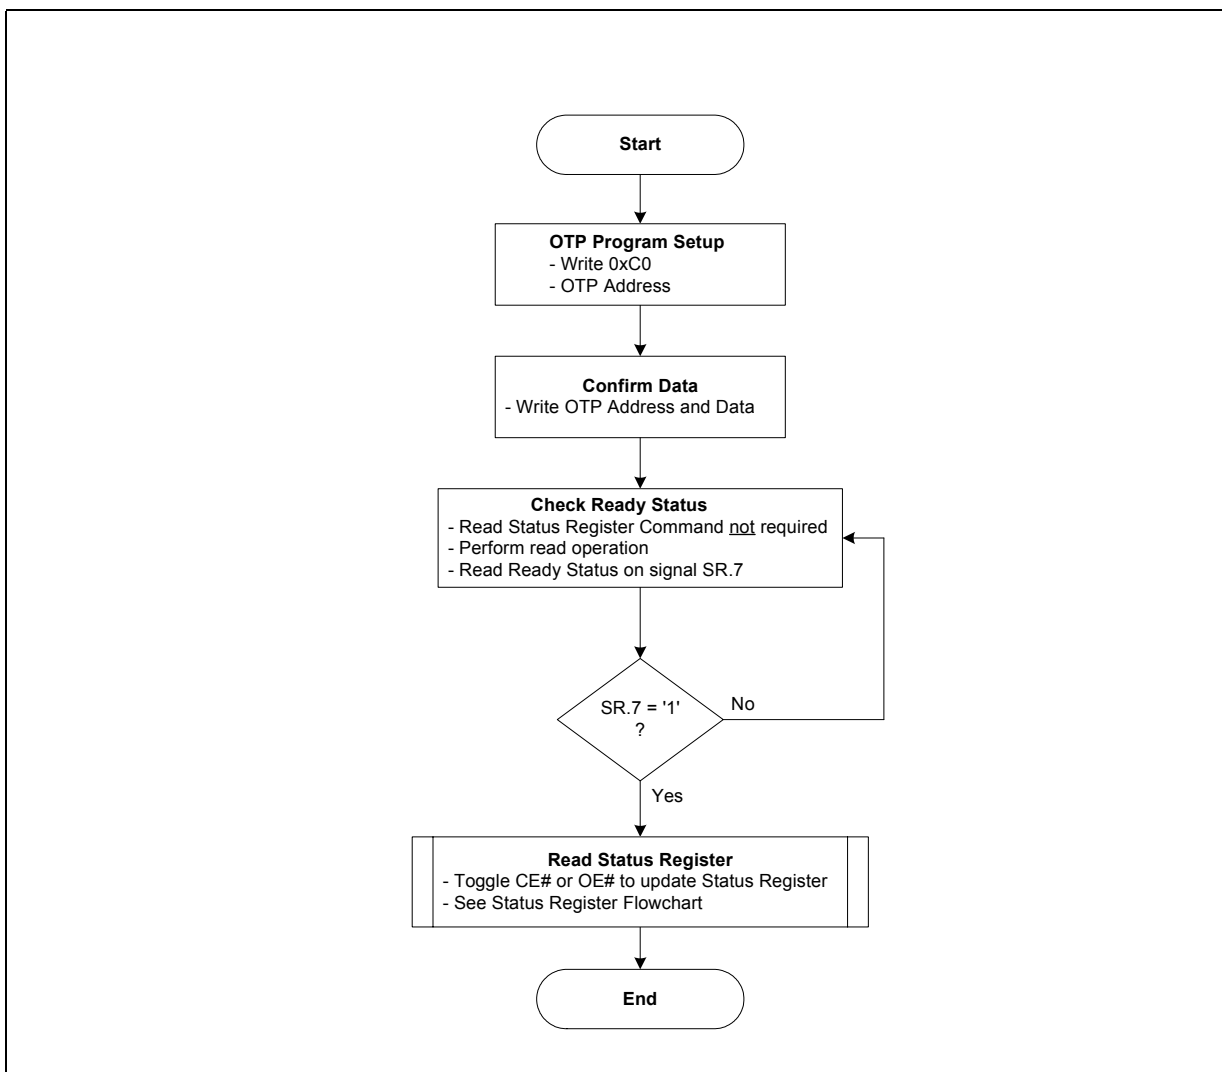 Start
OTP Program Setup
- Write 0xC0
- OTP Address
Confirm Data
- Write OTP Address and Data
Check Ready Status
- Read Status Register Command not required
- Perform read operation
- Read Ready Status on signal SR.7
SR.7 = '1'
?
No
Yes
Read Status Register
- Toggle CE# or OE# to update Status Register
- See Status Register Flowchart
End